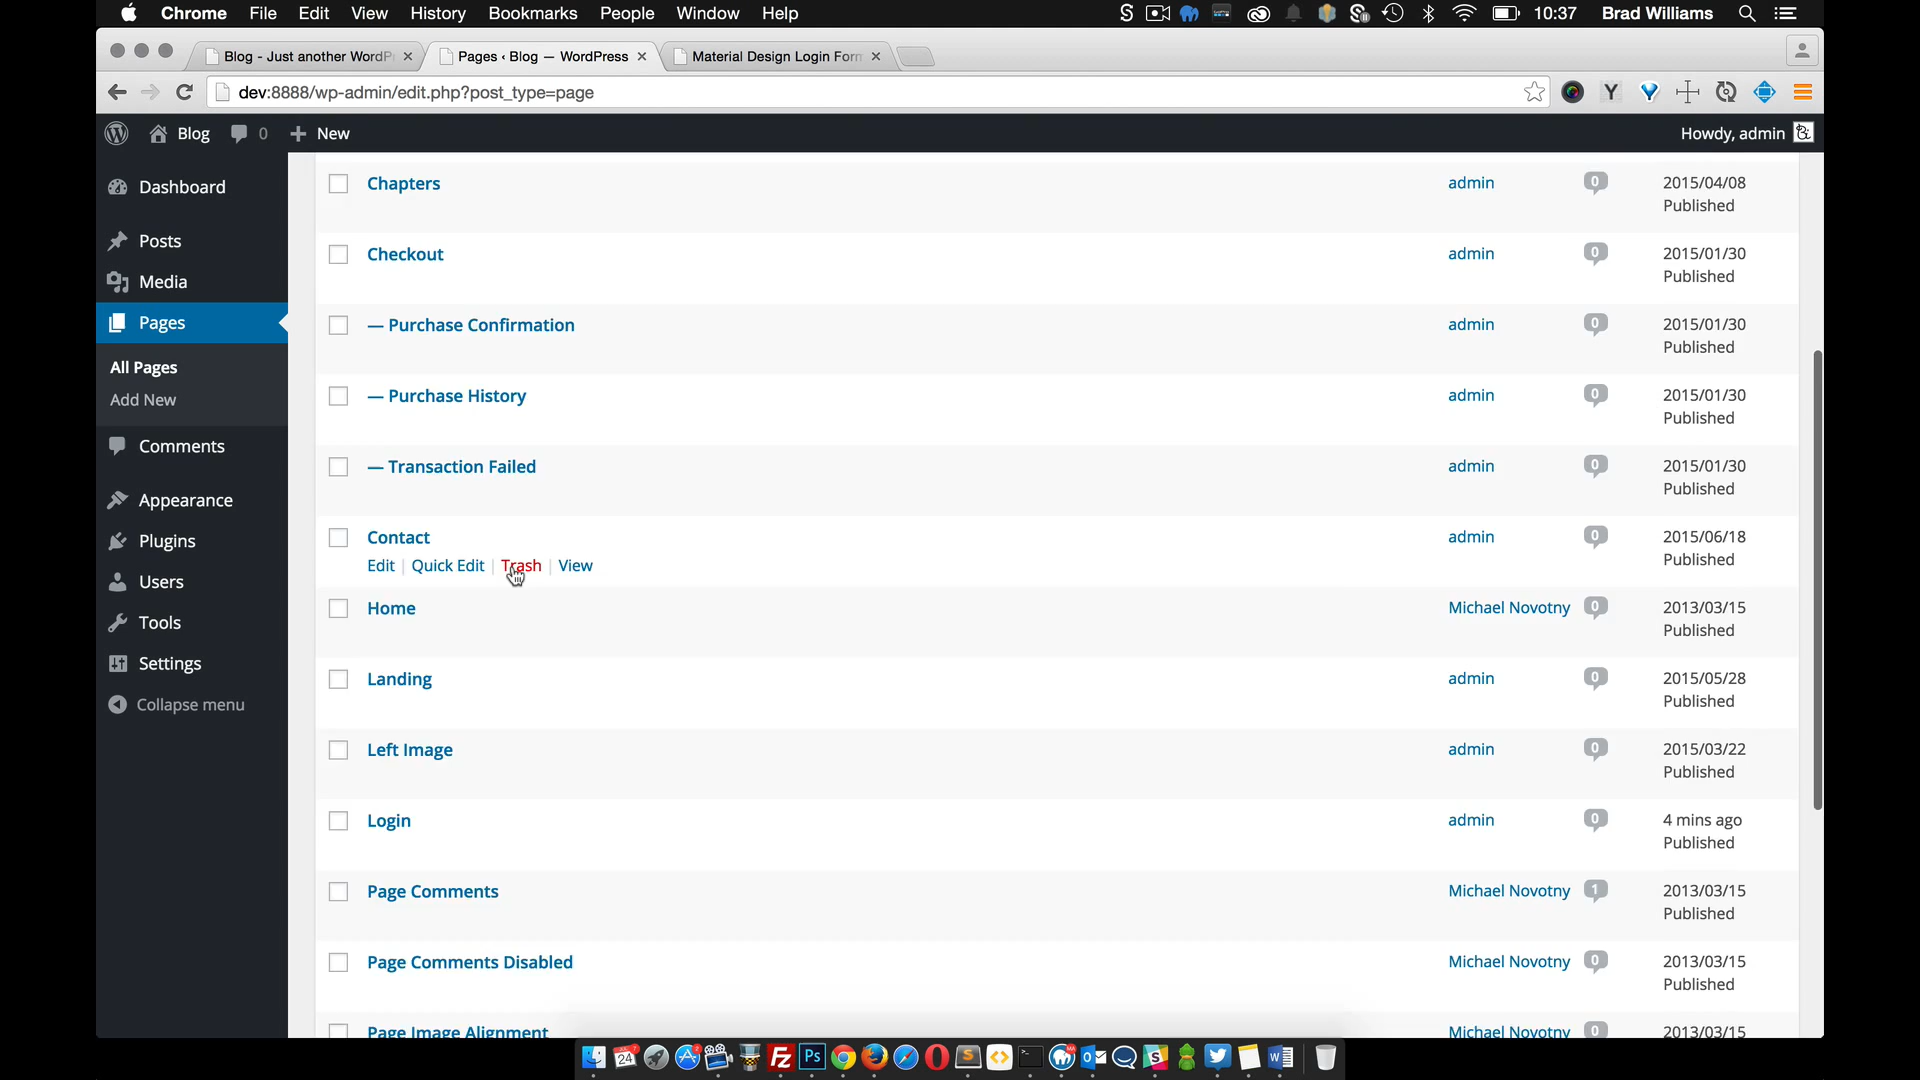 Chrome File Edit View History Bookmarks People Window Help 10:37 Brad Williams
Blog - Just another WordP Pages ‹ Blog — WordPress Material Design Login Form
dev:8888/wp-admin/edit.php?post_type=page
Blog 0 New Howdy, admin
Dashboard
Posts
Media
Pages
All Pages
Add New
Comments
Appearance
Plugins
Users
Tools
Settings
Collapse menu
Chapters admin 0 2015/04/08
Published
Checkout admin 0 2015/01/30
Published
— Purchase Confirmation admin 0 2015/01/30
Published
— Purchase History admin 0 2015/01/30
Published
— Transaction Failed admin 0 2015/01/30
Published
Contact admin 0 2015/06/18
Edit | Quick Edit | Trash | View Published
Home Michael Novotny 0 2013/03/15
Published
Landing admin 0 2015/05/28
Published
Left Image admin 0 2015/03/22
Published
Login admin 0 4 mins ago
Published
Page Comments Michael Novotny 1 2013/03/15
Published
Page Comments Disabled Michael Novotny 0 2013/03/15
Published
Page Image Alignment Michael Novotny 0 2013/03/15
24 Fz Ps